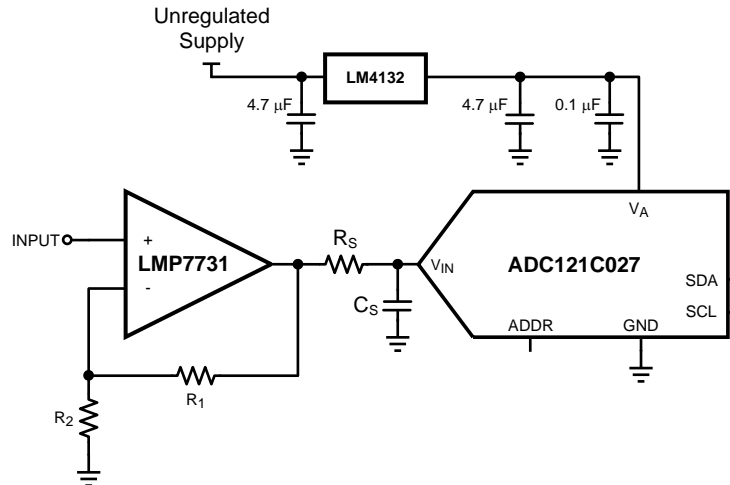 Unregulated
Supply
LM4132
4.7 µF
4.7 µF
0.1 µF
VA
INPUT
+
-
LMP7731
RS
VIN
ADC121C027
SDA
SCL
CS
ADDR
GND
R1
R2